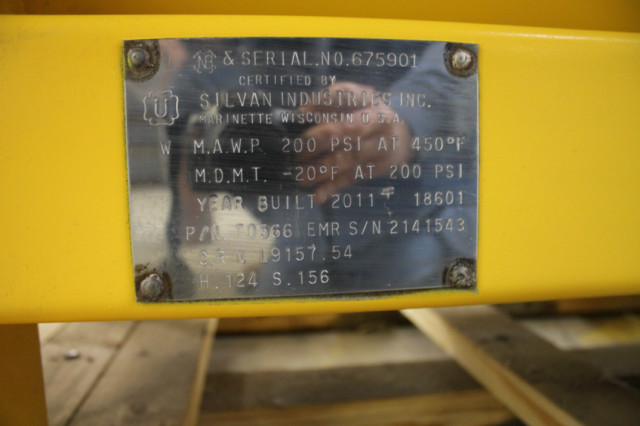 NB & SERIAL.NO.675901
CERTIFIED BY
U SILVAN INDUSTRIES INC.
MARINETTE WISCONSIN U.S.A.
W M.A.W.P. 200 PSI AT 450°F
M.D.M.T. -20°F AT 200 PSI
YEAR BUILT 2011 18601
P/N EMR S/N 2141543
19157.54
H.124 S.156